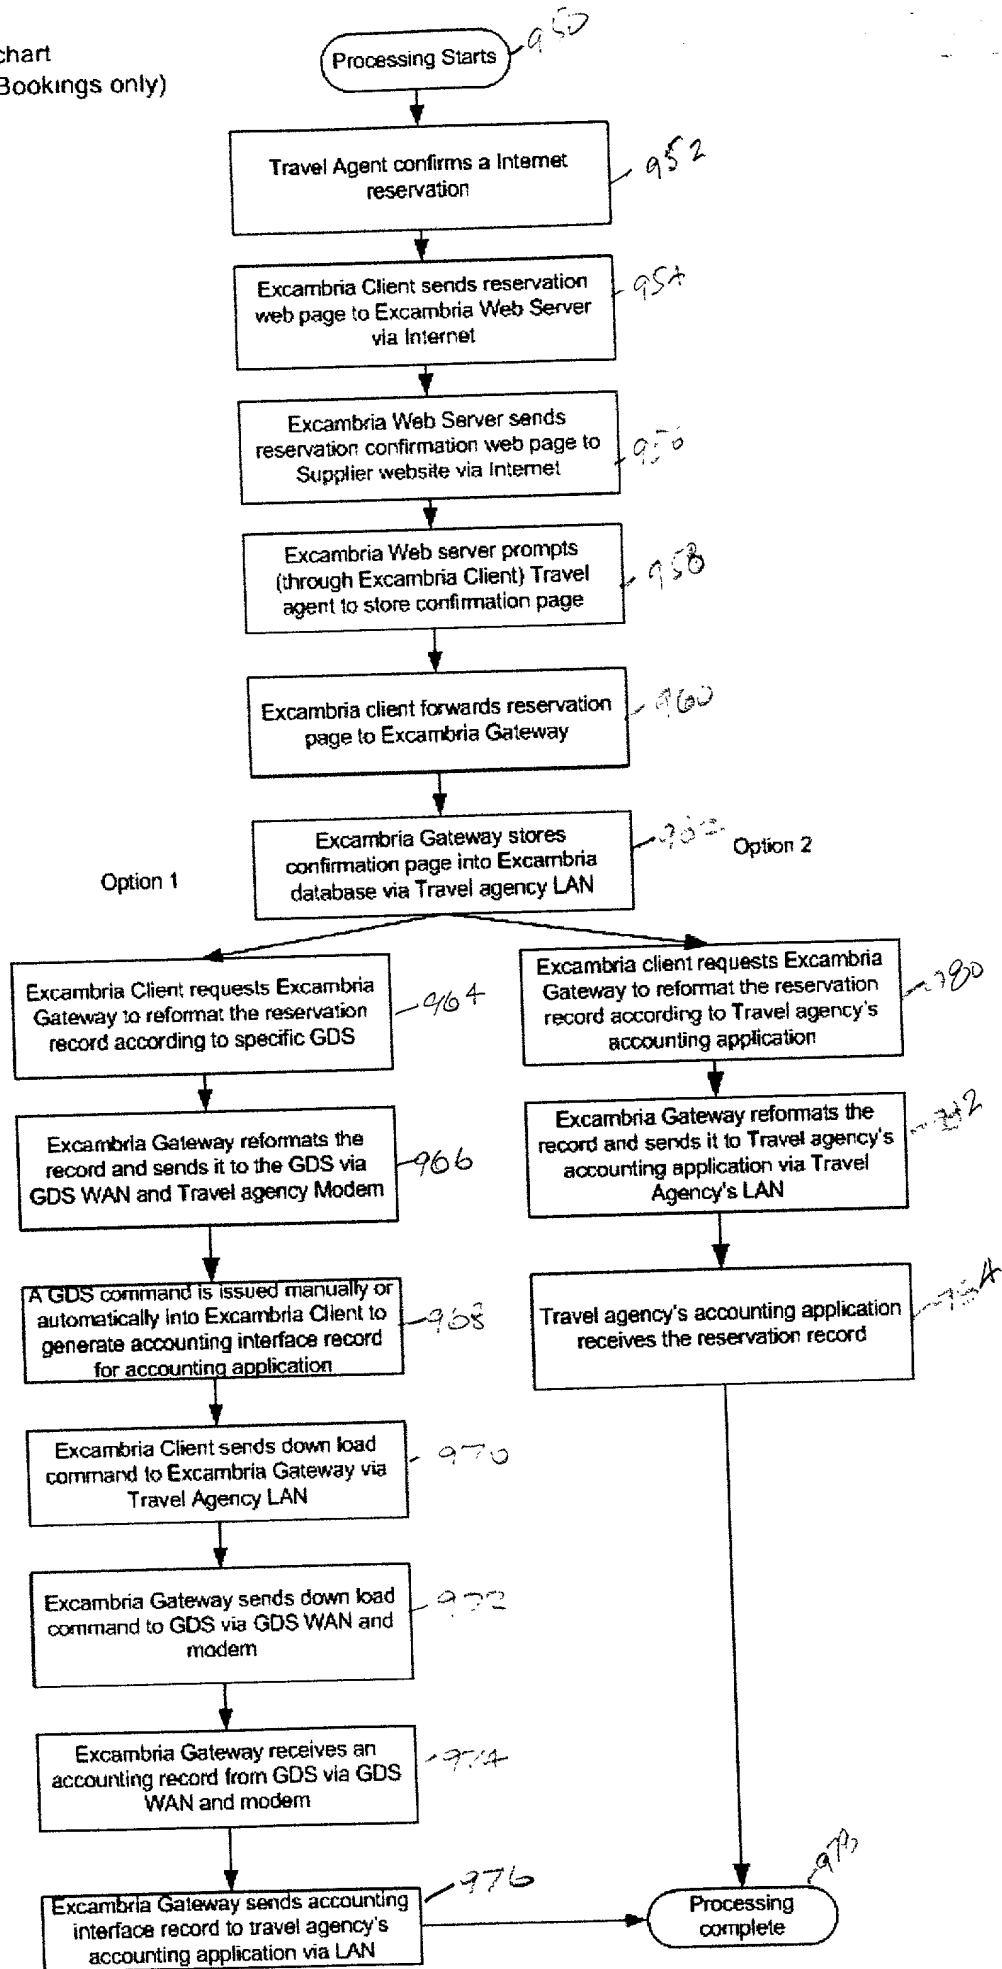 chart
Bookings only)
Processing Starts
950
Travel Agent confirms a Internet
reservation
952
Excambria Client sends reservation
web page to Excambria Web Server
via Internet
954
Excambria Web Server sends
reservation confirmation web page to
Supplier website via Internet
956
Excambria Web server prompts
(through Excambria Client) Travel
agent to store confirmation page
958
Excambria client forwards reservation
page to Excambria Gateway
960
Excambria Gateway stores
confirmation page into Excambria
database via Travel agency LAN
962
Option 1
Option 2
Excambria Client requests Excambria
Gateway to reformat the reservation
record according to specific GDS
964
Excambria client requests Excambria
Gateway to reformat the reservation
record according to Travel agency's
accounting application
980
Excambria Gateway reformats the
record and sends it to the GDS via
GDS WAN and Travel agency Modem
966
Excambria Gateway reformats the
record and sends it to Travel agency's
accounting application via Travel
Agency's LAN
A GDS command is issued manually or
automatically into Excambria Client to
generate accounting interface record
for accounting application
968
Travel agency's accounting application
receives the reservation record
Excambria Client sends down load
command to Excambria Gateway via
Travel Agency LAN
970
Excambria Gateway sends down load
command to GDS via GDS WAN and
modem
972
Excambria Gateway receives an
accounting record from GDS via GDS
WAN and modem
974
Excambria Gateway sends accounting
interface record to travel agency's
accounting application via LAN
976
Processing
complete
978